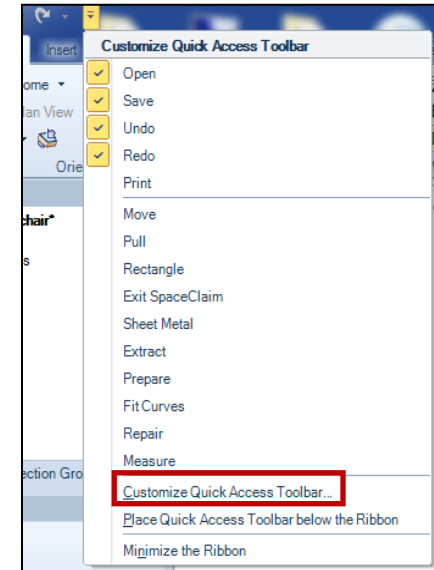 Insert
Customize Quick Access Toolbar
Open
ome
Save
lan View
Undo
Redo
Orie
Print
Move
hair*
Pull
s
Rectangle
Exit SpaceClaim
Sheet Metal
Extract
Prepare
Fit Curves
Repair
Measure
ection Gro
Customize Quick Access Toolbar...
Place Quick Access Toolbar below the Ribbon
Minimize the Ribbon